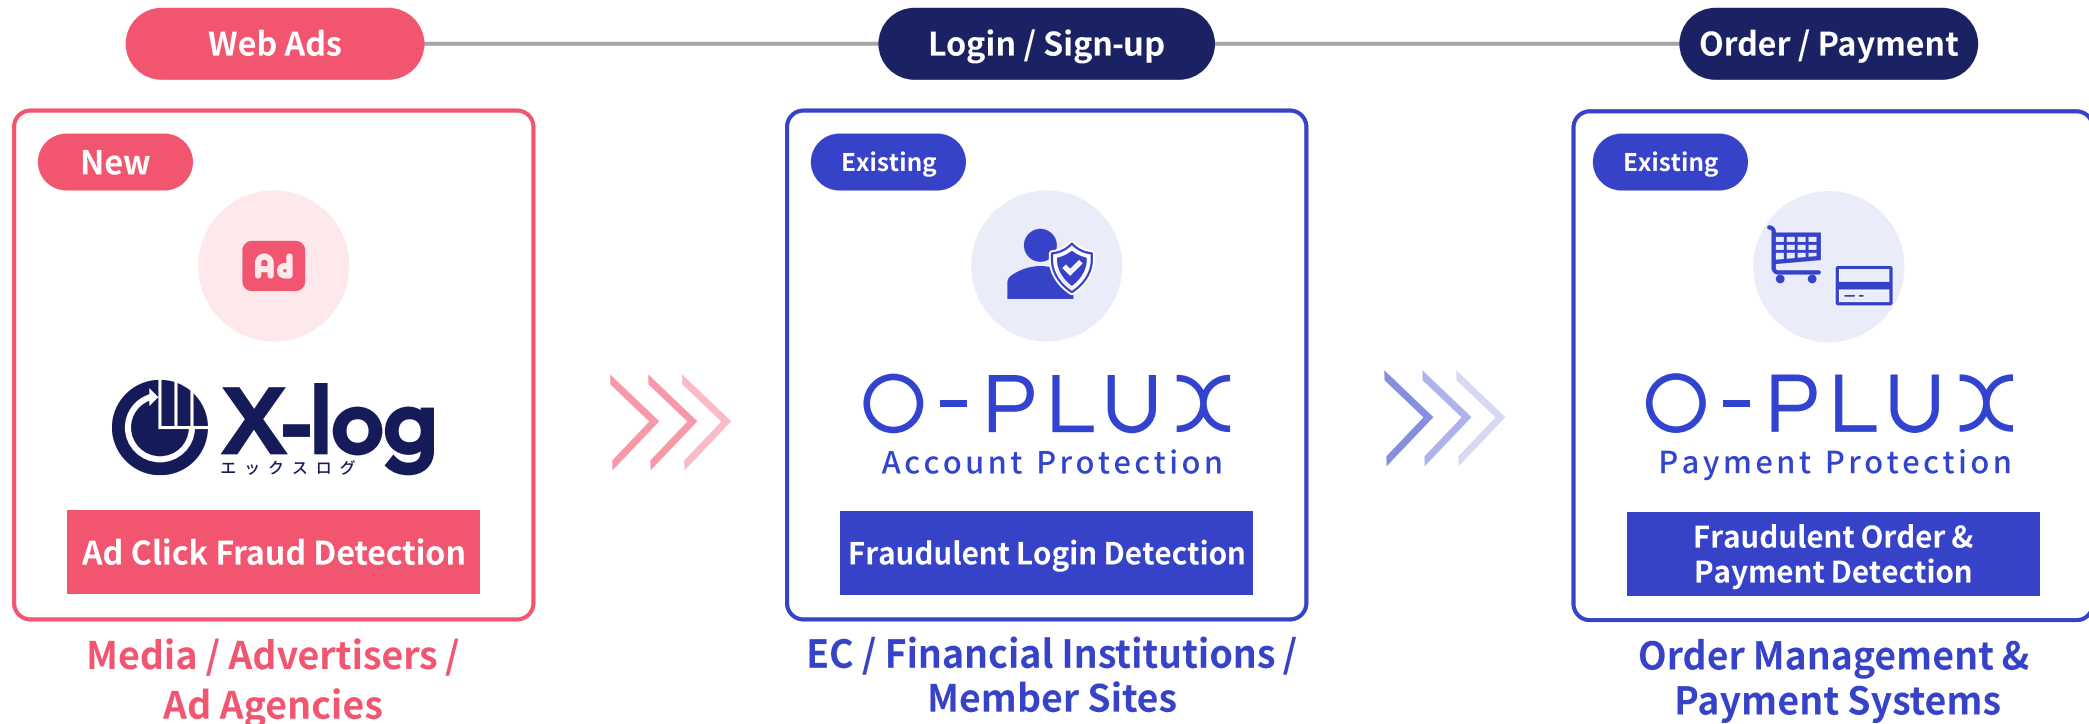 Web Ads
Login / Sign-up
Order / Payment
New
Ad
X-log
エックスログ
Ad Click Fraud Detection
Media / Advertisers /
Ad Agencies
Existing
O-PLUX
Account Protection
Fraudulent Login Detection
EC / Financial Institutions /
Member Sites
Existing
O-PLUX
Payment Protection
Fraudulent Order &
Payment Detection
Order Management &
Payment Systems